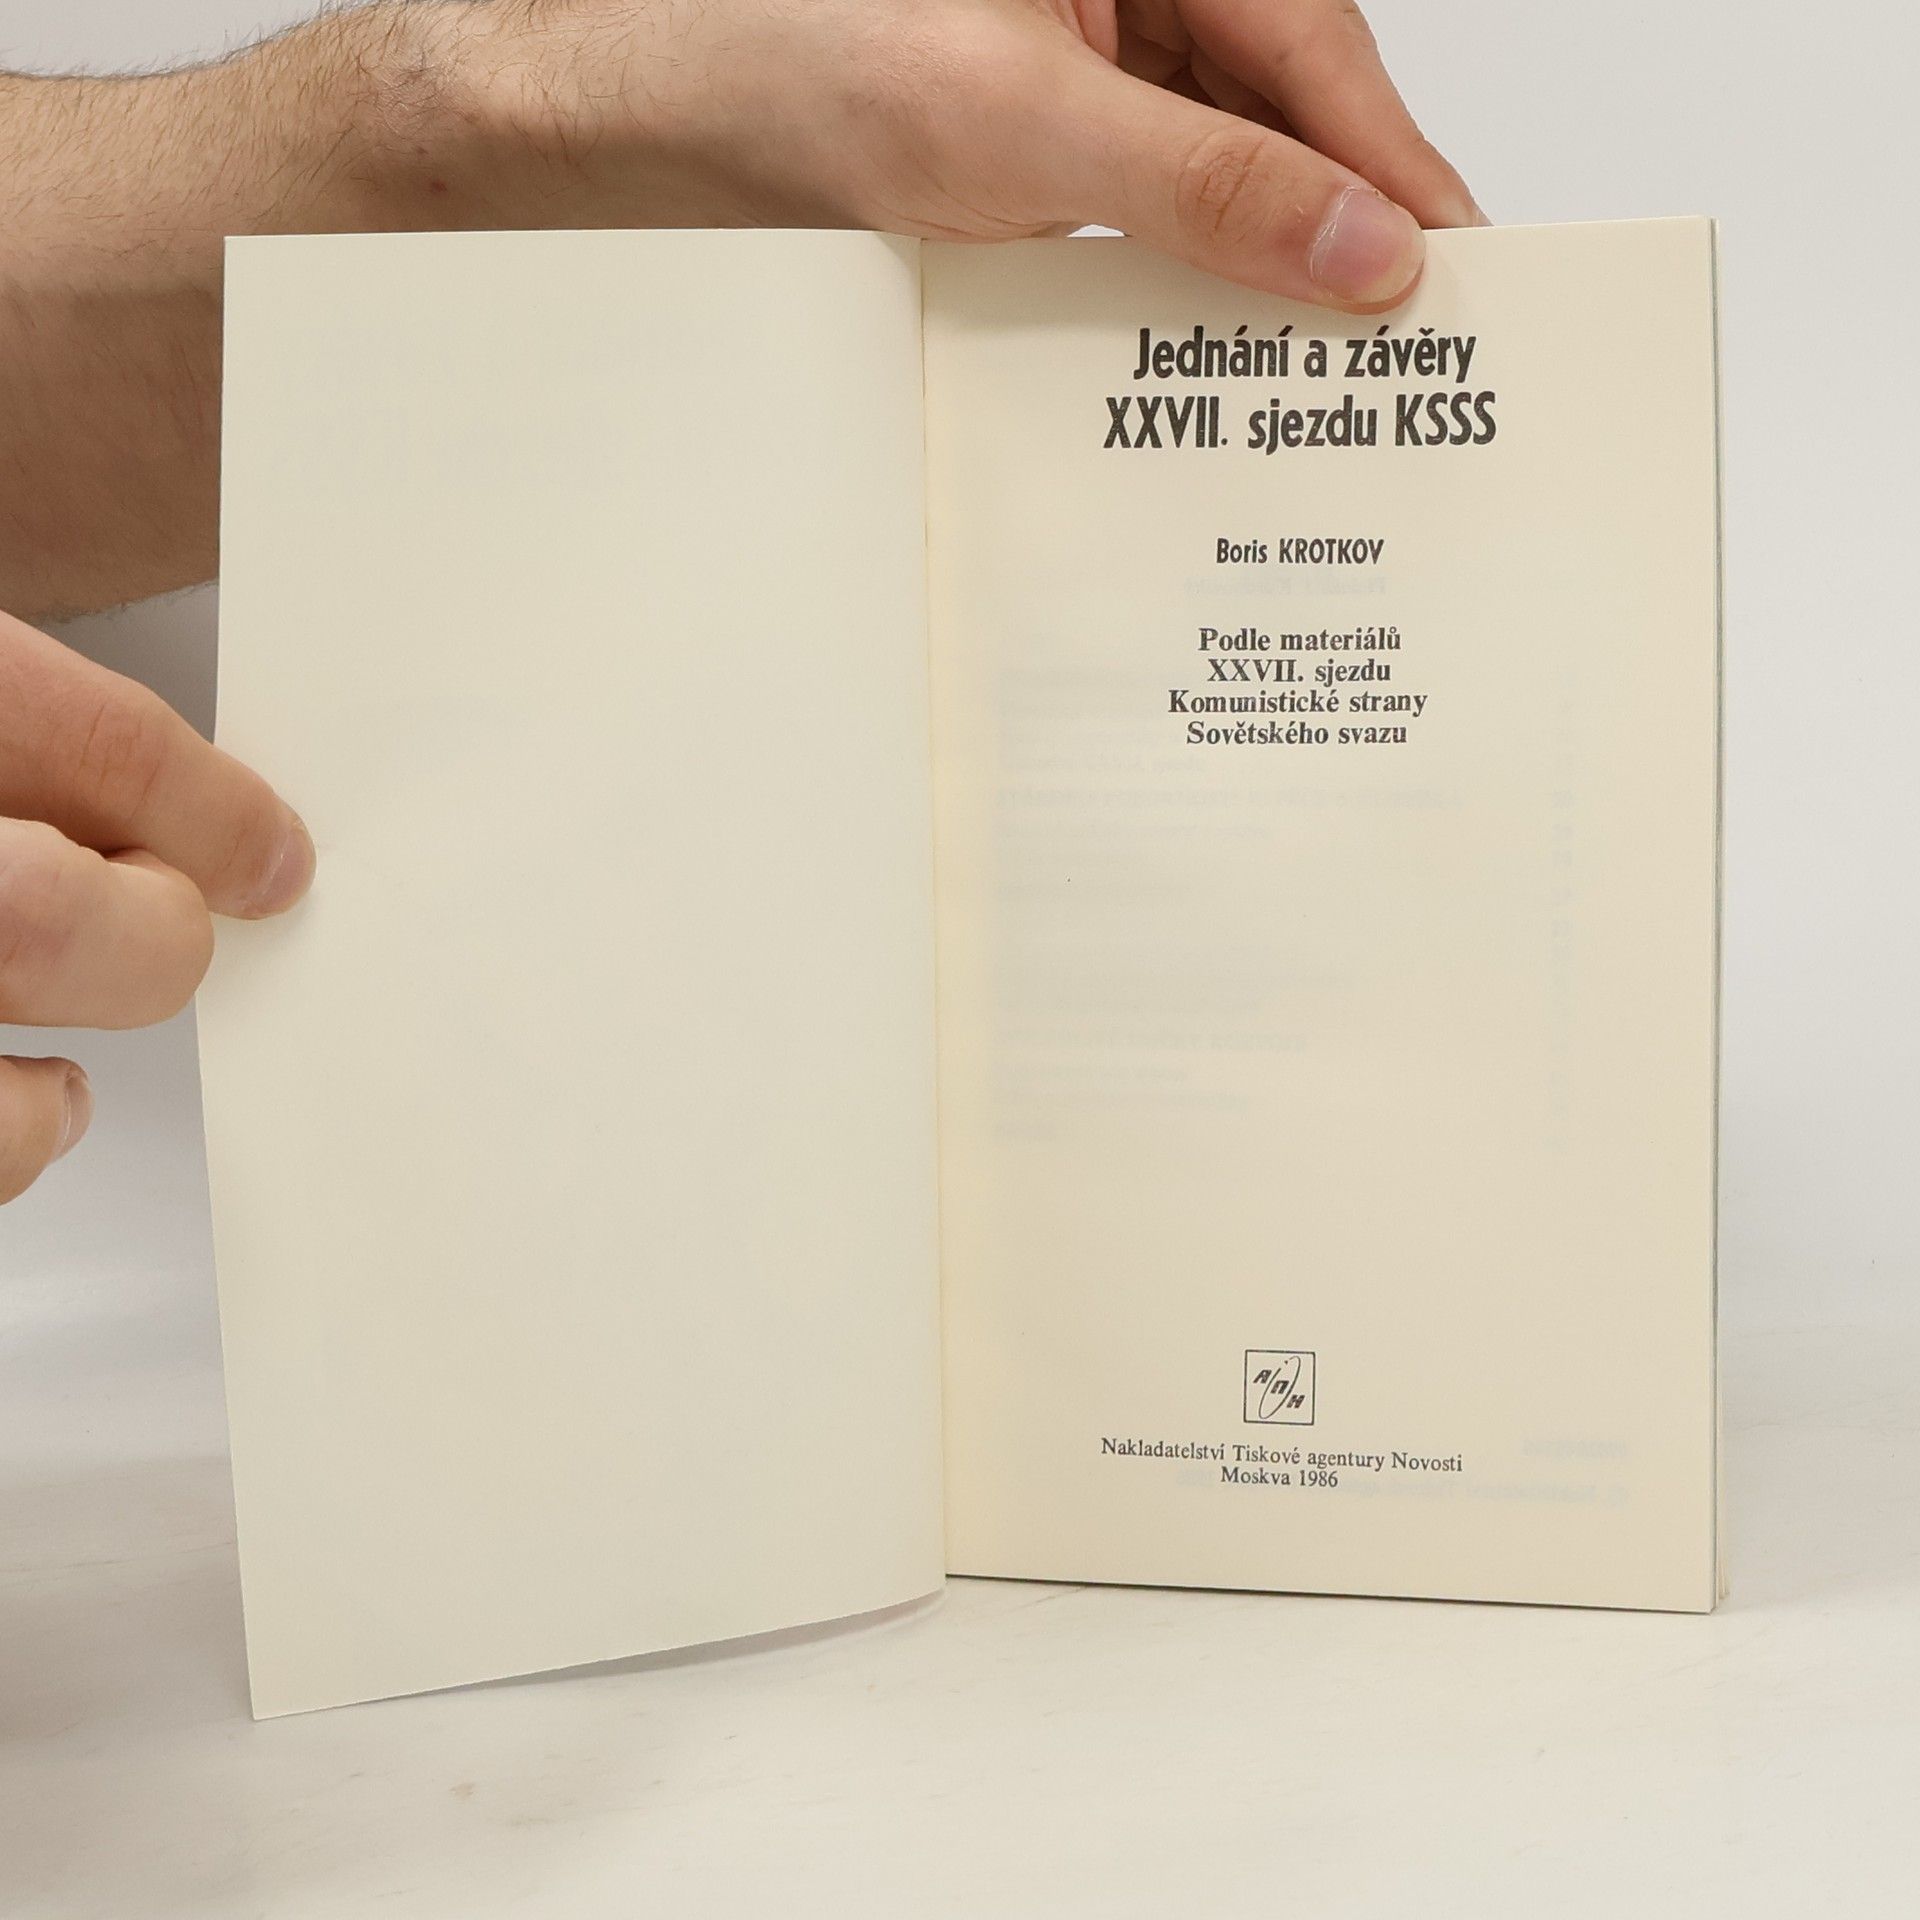 Jednání a závěry
XXVII. sjezdu KSSS
Boris KROTKOV
Podle materiálů
XXVII. sjezdu
Komunistické strany
Sovětského svazu
АПН
Nakladatelství Tiskové agentury Novosti
Moskva 1986